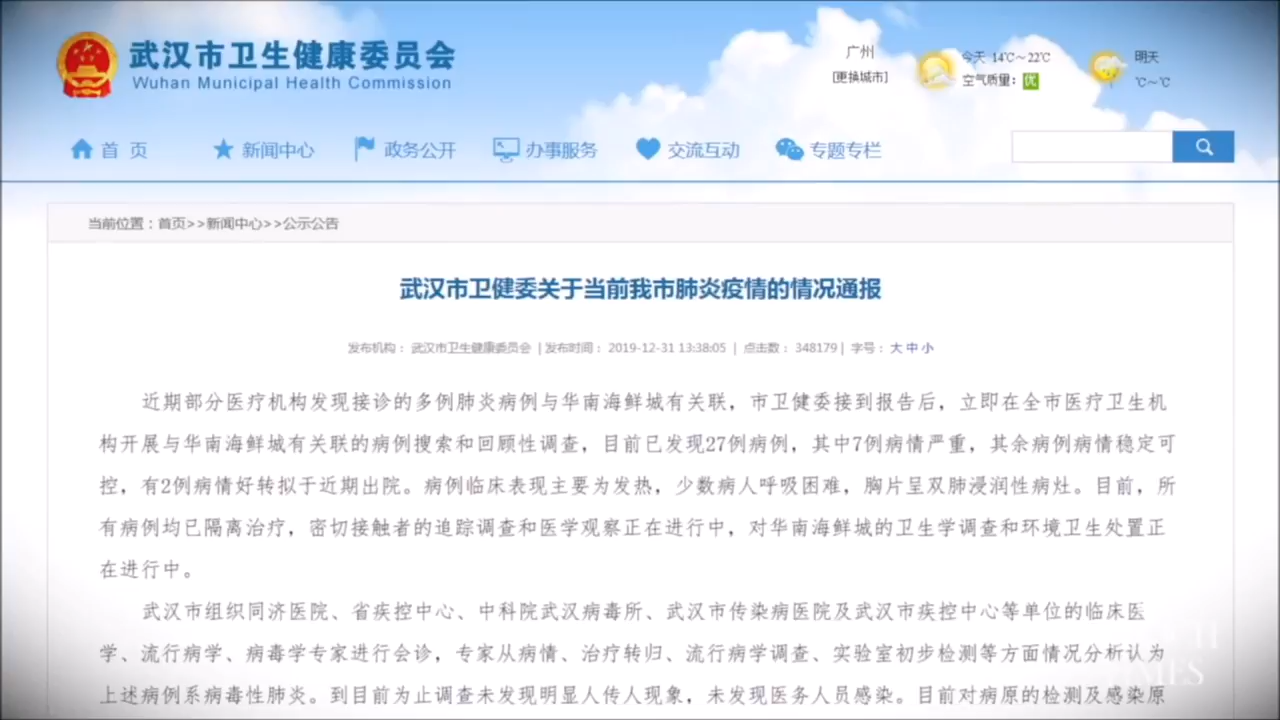 武汉市卫生健康委员会
Wuhan Municipal Health Commission
广州
[更换城市]
今天 14℃～22℃
空气质量：优
明天
℃～℃
首 页
新闻中心
政务公开
办事服务
交流互动
专题专栏
当前位置：首页>>新闻中心>>公示公告
武汉市卫健委关于当前我市肺炎疫情的情况通报
发布机构： 武汉市卫生健康委员会 | 发布时间： 2019-12-31 13:38:05 | 点击数： 348179 | 字号： 大 中 小
近期部分医疗机构发现接诊的多例肺炎病例与华南海鲜城有关联，市卫健委接到报告后，立即在全市医疗卫生机
构开展与华南海鲜城有关联的病例搜索和回顾性调查，目前已发现27例病例，其中7例病情严重，其余病例病情稳定可
控，有2例病情好转拟于近期出院。病例临床表现主要为发热，少数病人呼吸困难，胸片呈双肺浸润性病灶。目前，所
有病例均已隔离治疗，密切接触者的追踪调查和医学观察正在进行中，对华南海鲜城的卫生学调查和环境卫生处置正
在进行中。
武汉市组织同济医院、省疾控中心、中科院武汉病毒所、武汉市传染病医院及武汉市疾控中心等单位的临床医
学、流行病学、病毒学专家进行会诊，专家从病情、治疗转归、流行病学调查、实验室初步检测等方面情况分析认为
上述病例系病毒性肺炎。到目前为止调查未发现明显人传人现象，未发现医务人员感染。目前对病原的检测及感染原